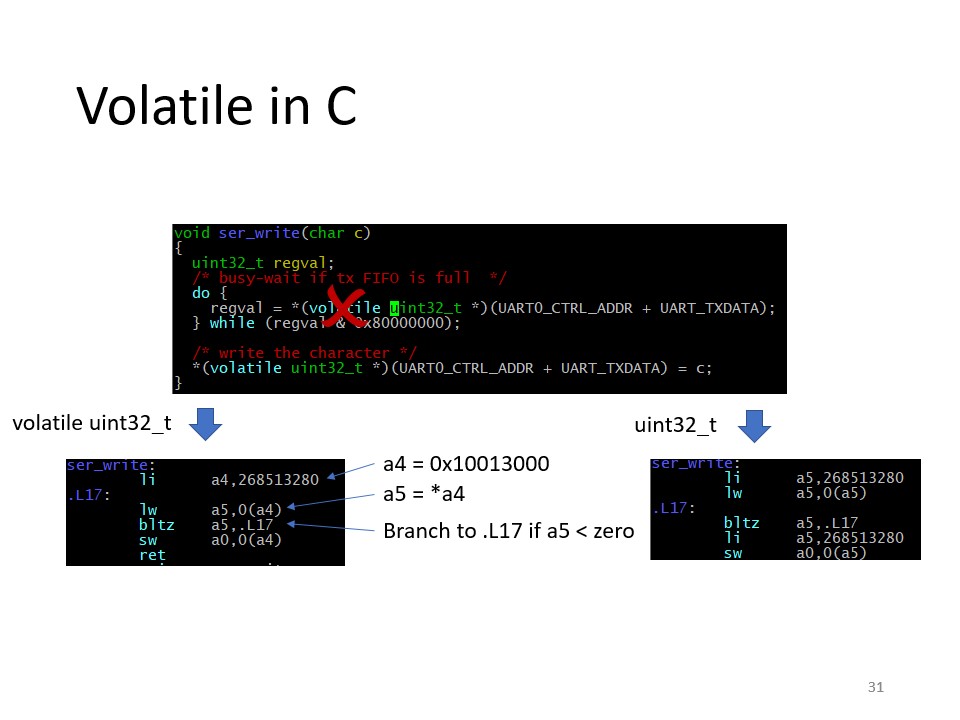 Volatile in C
void ser_write(char c)
{
uint32_t regval;
/* busy-wait if tx FIFO is full */
do {
regval = *(volatile uint32_t *)(UART0_CTRL_ADDR + UART_TXDATA);
} while (regval & 0x80000000);
/* write the character */
*(volatile uint32_t *)(UART0_CTRL_ADDR + UART_TXDATA) = c;
}
volatile uint32_t
uint32_t
ser_write:
li a4,268513280
.L17:
lw a5,0(a4)
bltz a5,.L17
sw a0,0(a4)
ret
a4 = 0x10013000
a5 = *a4
Branch to .L17 if a5 < zero
ser_write:
li a5,268513280
lw a5,0(a5)
.L17:
bltz a5,.L17
li a5,268513280
sw a0,0(a5)
31